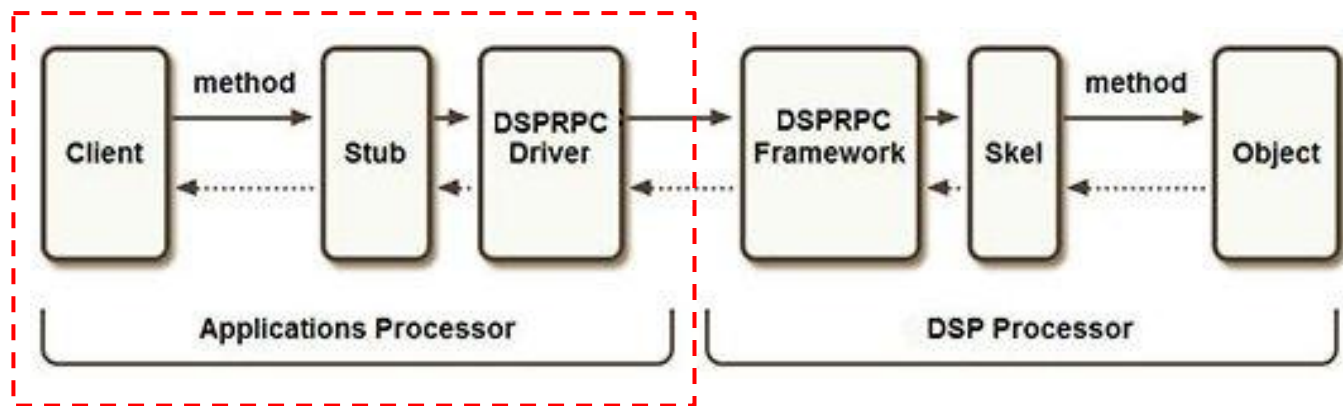 method
method
Client
Stub
DSPRPC
Driver
DSPRPC
Framework
Skel
Object
Applications Processor
DSP Processor